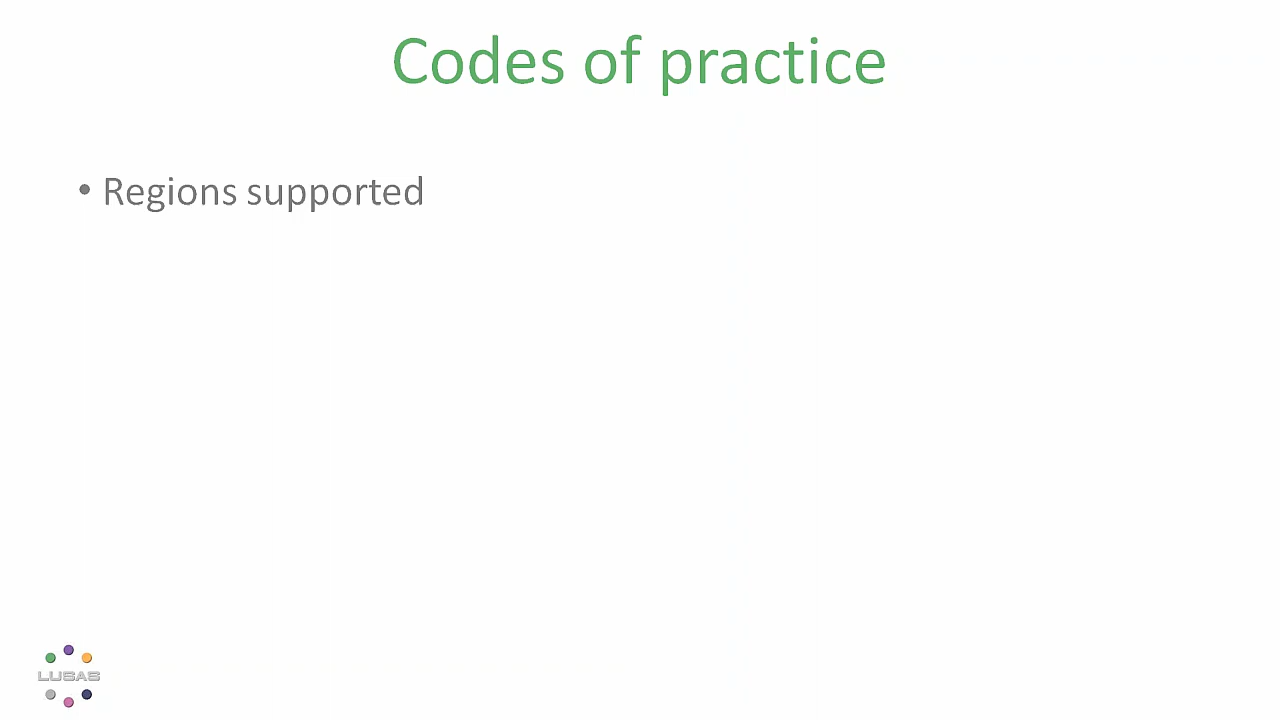 Codes of practice
• Regions supported
LUSAS